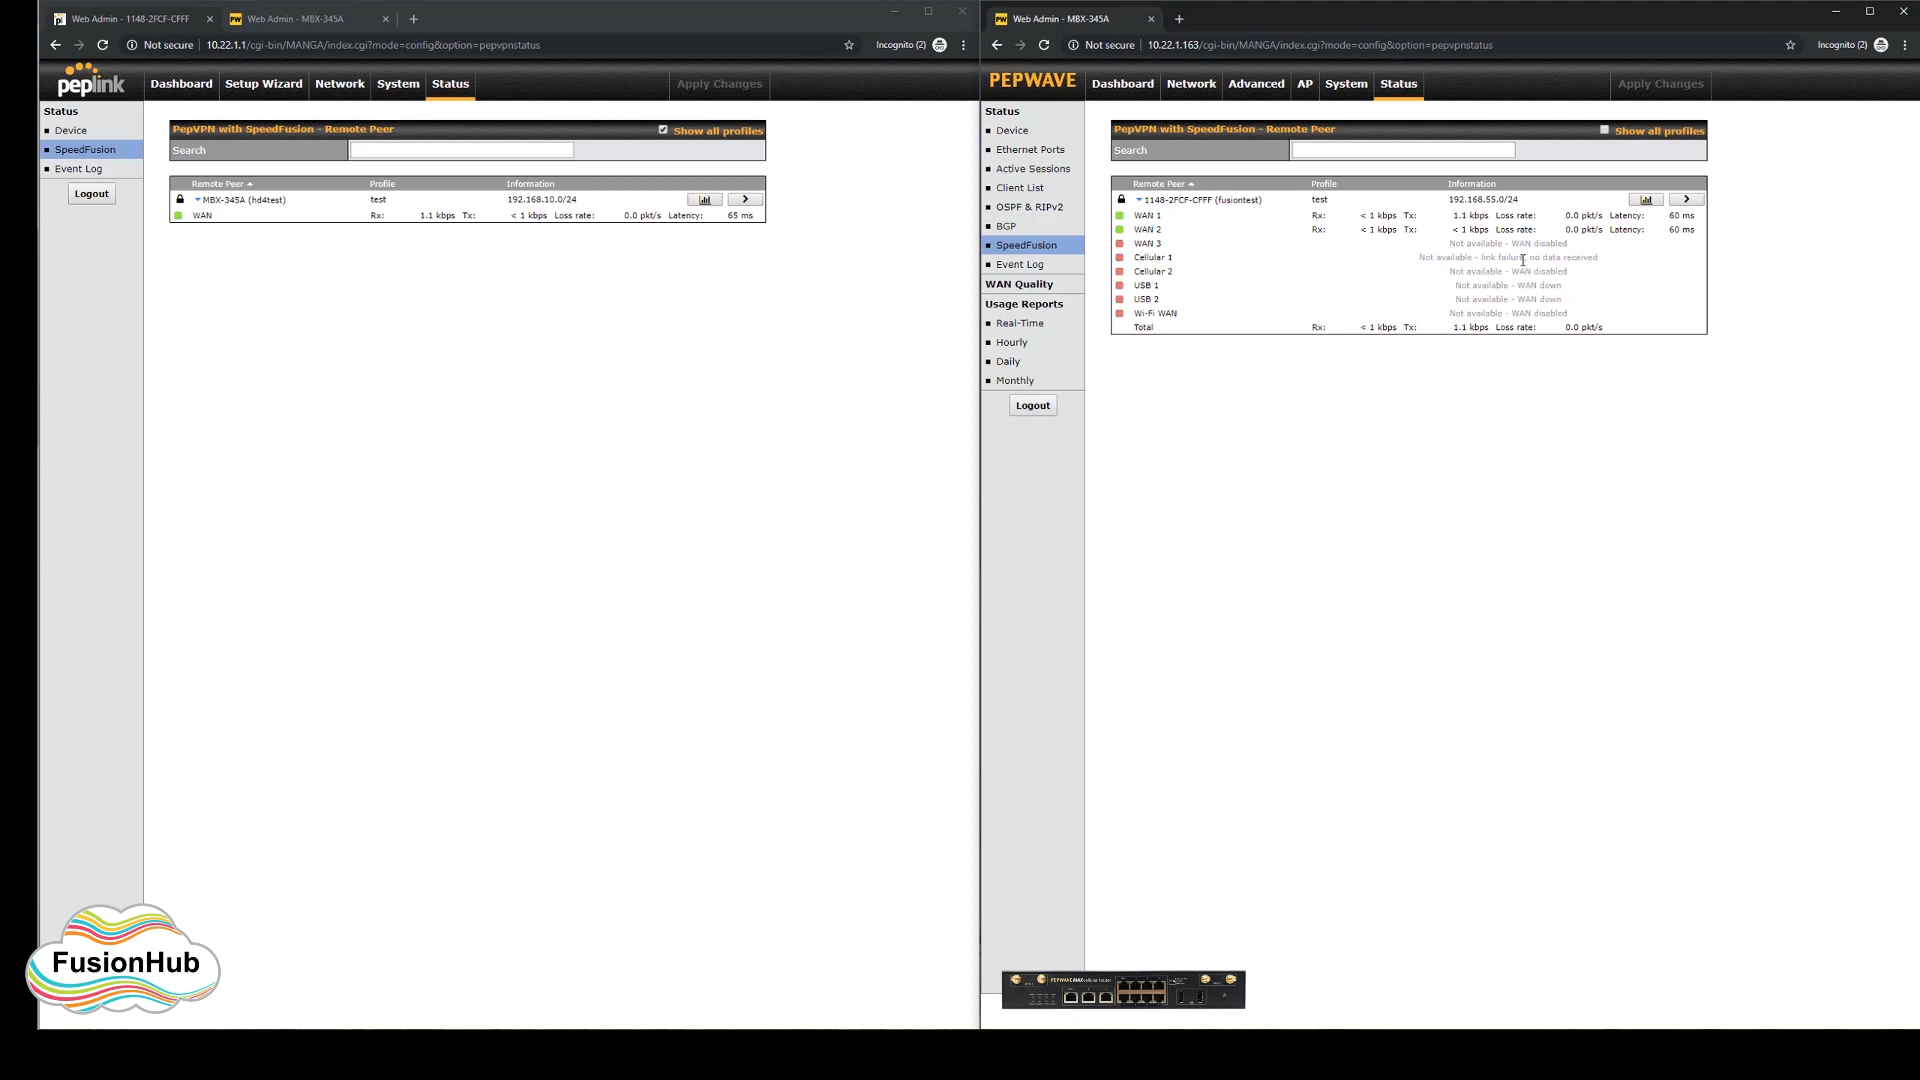 Web Admin - 1148-2FCF-CFFF
Web Admin - MBX-345A
Not secure
10.22.1.1/cgi-bin/MANGA/index.cgi?mode=config&option=pepvpnstatus
Incognito (2)
peplink
Dashboard
Setup Wizard
Network
System
Status
Apply Changes
Status
Device
SpeedFusion
Event Log
Logout
PepVPN with SpeedFusion - Remote Peer
Show all profiles
Search
Remote Peer Profile Information
MBX-345A (hd4test) test 192.168.10.0/24
WAN Rx: 1.1 kbps Tx: < 1 kbps Loss rate: 0.0 pkt/s Latency: 65 ms
FusionHub
Web Admin - MBX-345A
Not secure
10.22.1.163/cgi-bin/MANGA/index.cgi?mode=config&option=pepvpnstatus
Incognito (2)
PEPWAVE
Dashboard
Network
Advanced
AP
System
Status
Apply Changes
Status
Device
Ethernet Ports
Active Sessions
Client List
OSPF & RIPv2
BGP
SpeedFusion
Event Log
WAN Quality
Usage Reports
Real-Time
Hourly
Daily
Monthly
Logout
PepVPN with SpeedFusion - Remote Peer
Show all profiles
Search
Remote Peer Profile Information
1148-2FCF-CFFF (fusiontest) test 192.168.55.0/24
WAN 1 Rx: < 1 kbps Tx: 1.1 kbps Loss rate: 0.0 pkt/s Latency: 60 ms
WAN 2 Rx: < 1 kbps Tx: < 1 kbps Loss rate: 0.0 pkt/s Latency: 60 ms
WAN 3 Not available - WAN disabled
Cellular 1 Not available - link failure, no data received
Cellular 2 Not available - WAN disabled
USB 1 Not available - WAN down
USB 2 Not available - WAN down
Wi-Fi WAN Not available - WAN disabled
Total Rx: < 1 kbps Tx: 1.1 kbps Loss rate: 0.0 pkt/s
PEPWAVE MAX cellular router